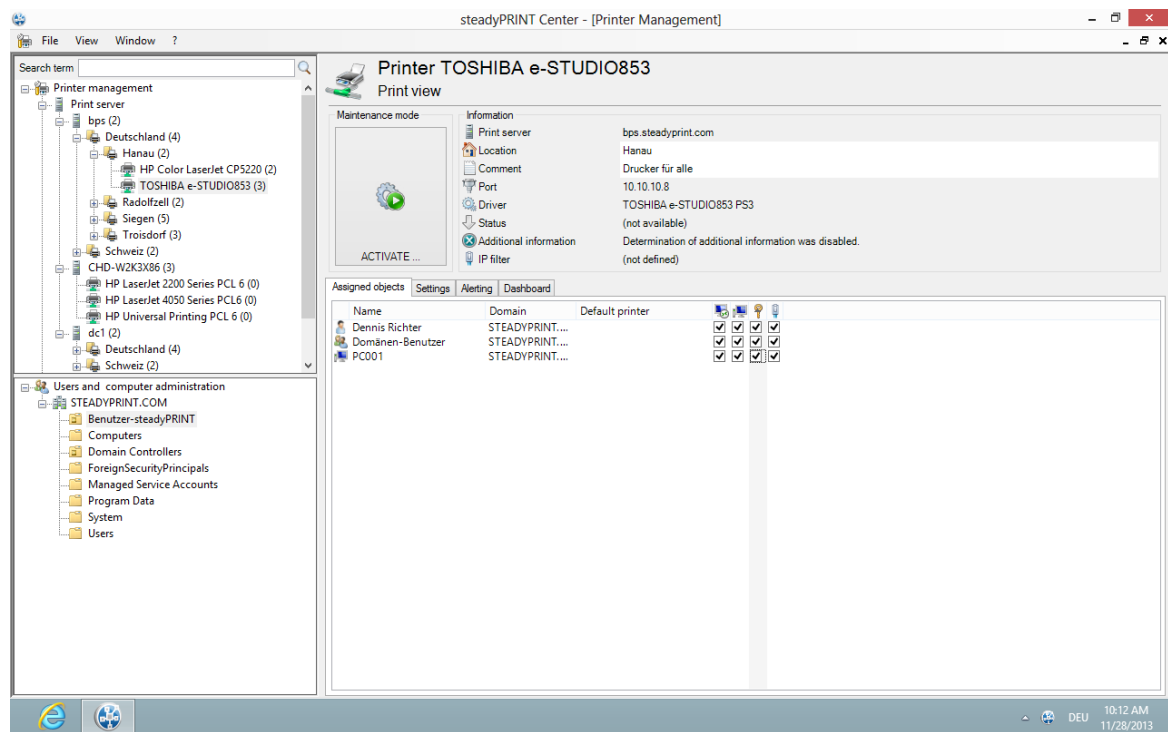 steadyPRINT Center - [Printer Management]
File View Window ?
Search term
Printer management
Print server
bps (2)
Deutschland (4)
Hanau (2)
HP Color LaserJet CP5220 (2)
TOSHIBA e-STUDIO853 (3)
Radolfzell (2)
Siegen (5)
Troisdorf (3)
Schweiz (2)
CHD-W2K3X86 (3)
HP LaserJet 2200 Series PCL 6 (0)
HP LaserJet 4050 Series PCL6 (0)
HP Universal Printing PCL 6 (0)
dc1 (2)
Deutschland (4)
Schweiz (2)
Users and computer administration
STEADYPRINT.COM
Benutzer-steadyPRINT
Computers
Domain Controllers
ForeignSecurityPrincipals
Managed Service Accounts
Program Data
System
Users
Printer TOSHIBA e-STUDIO853
Print view
Maintenance mode
ACTIVATE ...
Information
Print server bps.steadyprint.com
Location Hanau
Comment Drucker für alle
Port 10.10.10.8
Driver TOSHIBA e-STUDIO853 PS3
Status (not available)
Additional information Determination of additional information was disabled.
IP filter (not defined)
Assigned objects Settings Alerting Dashboard
Name Domain Default printer
Dennis Richter STEADYPRINT....
Domänen-Benutzer STEADYPRINT....
PC001 STEADYPRINT....
DEU 10:12 AM
11/28/2013